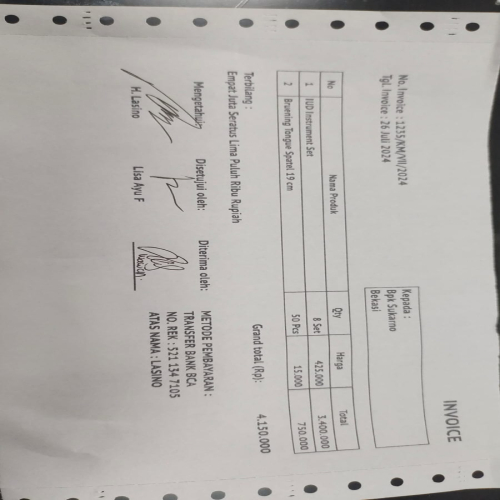 INVOICE
No. Invoice : 1235/KM/VII/2024
Tgl. Invoice : 26 Juli 2024
Kepada :
Bpk Sukarno
Bekasi
No Nama Produk Qty Harga Total
1 IUD Instrument Set 8 Set 425.000 3.400.000
2 Bruening Tongue Spatel 19 cm 50 Pcs 15.000 750.000
Grand total (Rp): 4.150.000
Terbilang :
Empat Juta Seratus Lima Puluh Ribu Rupiah
Mengetahui Disetujui oleh: Diterima oleh:
H. Lasino Lisa Ayu F
METODE PEMBAYARAN :
TRANSFER BANK BCA
NO. REK : 521 134 7105
ATAS NAMA : LASINO